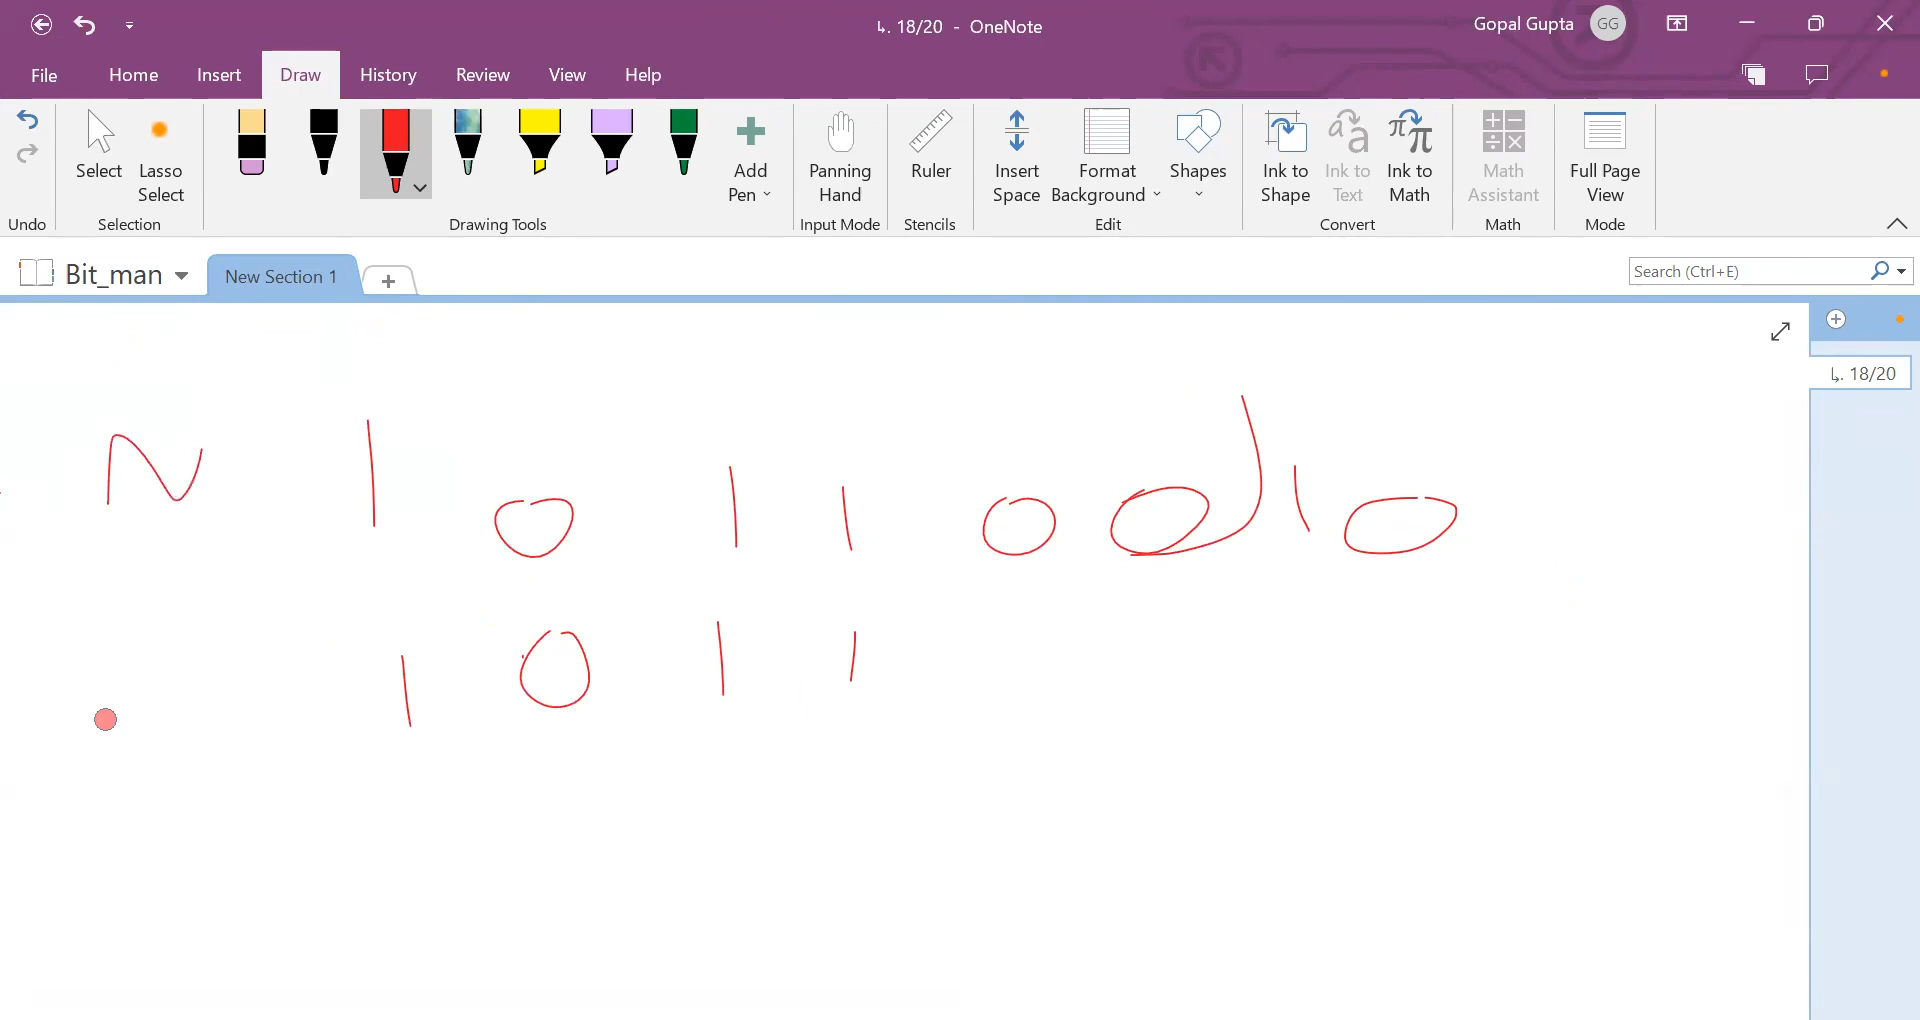 ↳. 18/20 - OneNote
Gopal Gupta GG
File Home Insert Draw History Review View Help
Select
Lasso Select
Add Pen
Panning Hand
Ruler
Insert Space
Format Background
Shapes
Ink to Shape
Ink to Text
Ink to Math
Math Assistant
Full Page View
Undo Selection Drawing Tools Input Mode Stencils Edit Convert Math Mode
Bit_man New Section 1 +
Search (Ctrl+E)
↳. 18/20
N 1 0 1 1 0 0 1 0
1 0 1 1